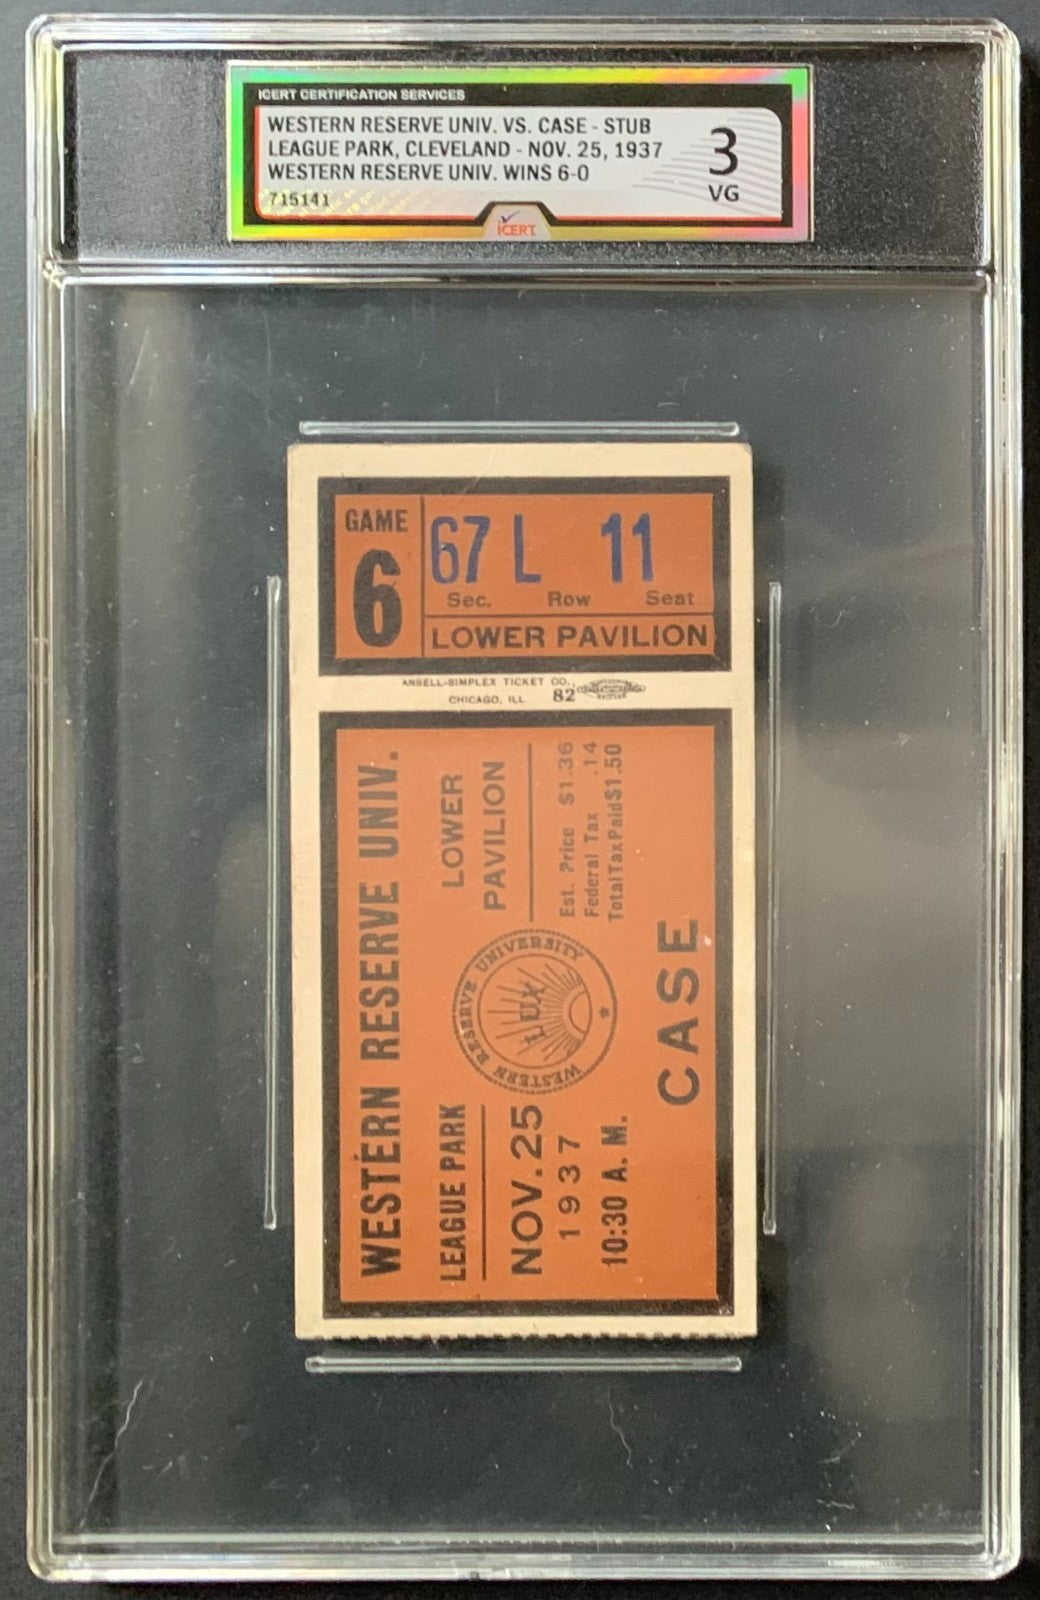 ICERT CERTIFICATION SERVICES
WESTERN RESERVE UNIV. VS. CASE - STUB
LEAGUE PARK, CLEVELAND - NOV. 25, 1937
WESTERN RESERVE UNIV. WINS 6-0
715141
3
VG
ICERT
GAME
6
67 L 11
Sec. Row Seat
LOWER PAVILION
ANSELL-SIMPLEX TICKET CO.,
CHICAGO, ILL 82
WESTERN RESERVE UNIV.
LEAGUE PARK
NOV. 25
1937
10:30 A. M.
WESTERN RESERVE UNIVERSITY
LUX
LOWER
PAVILION
Est. Price $1.36
Federal Tax .14
Total Tax Paid $1.50
CASE